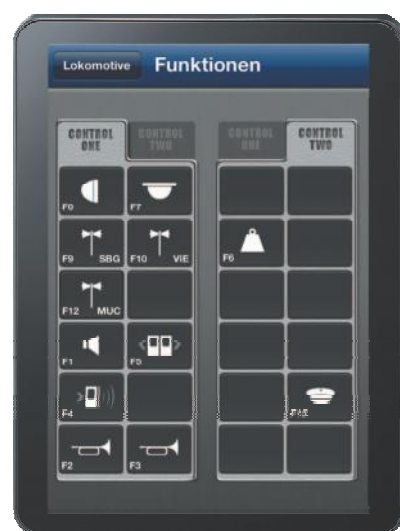 Lokomotive Funktionen
CONTROL ONE CONTROL TWO CONTROL ONE CONTROL TWO
F0 F7
F9 SBG F10 VIE F6
F12 MUC
F1 F5
F4
F2 F3